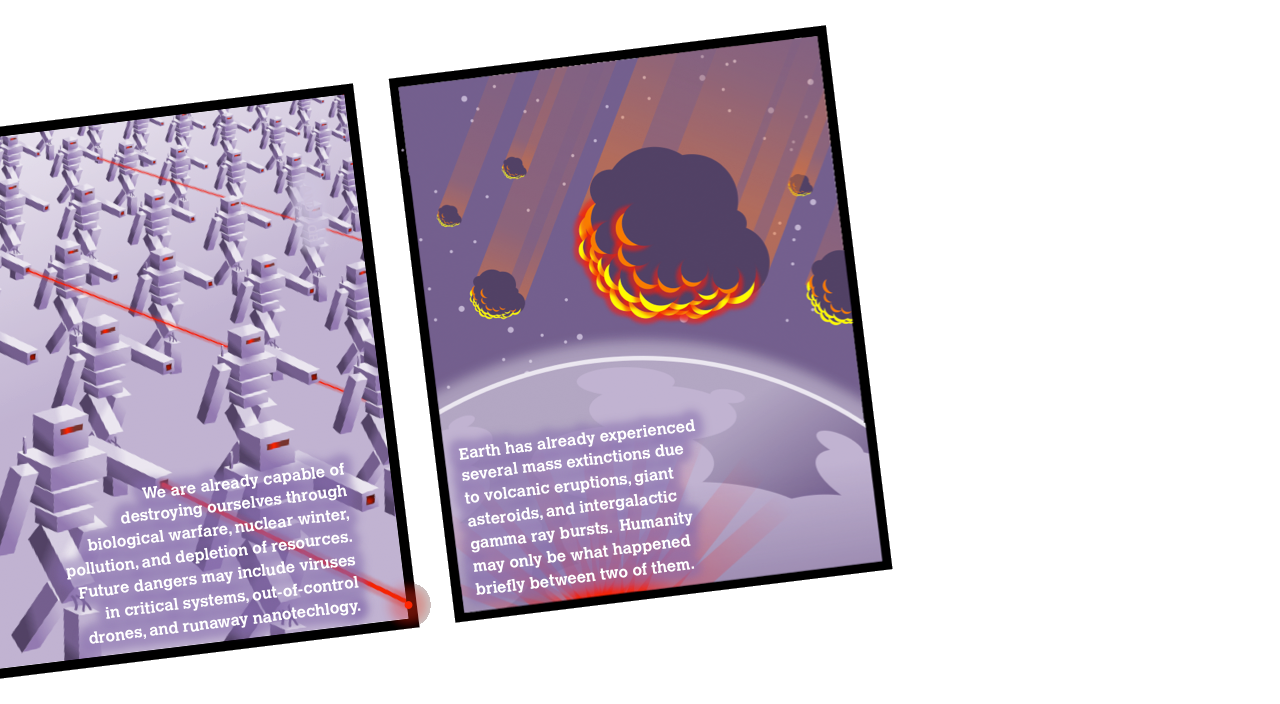 We are already capable of
destroying ourselves through
biological warfare, nuclear winter,
pollution, and depletion of resources.
Future dangers may include viruses
in critical systems, out-of-control
drones, and runaway nanotechlogy.
Earth has already experienced
several mass extinctions due
to volcanic eruptions, giant
asteroids, and intergalactic
gamma ray bursts. Humanity
may only be what happened
briefly between two of them.